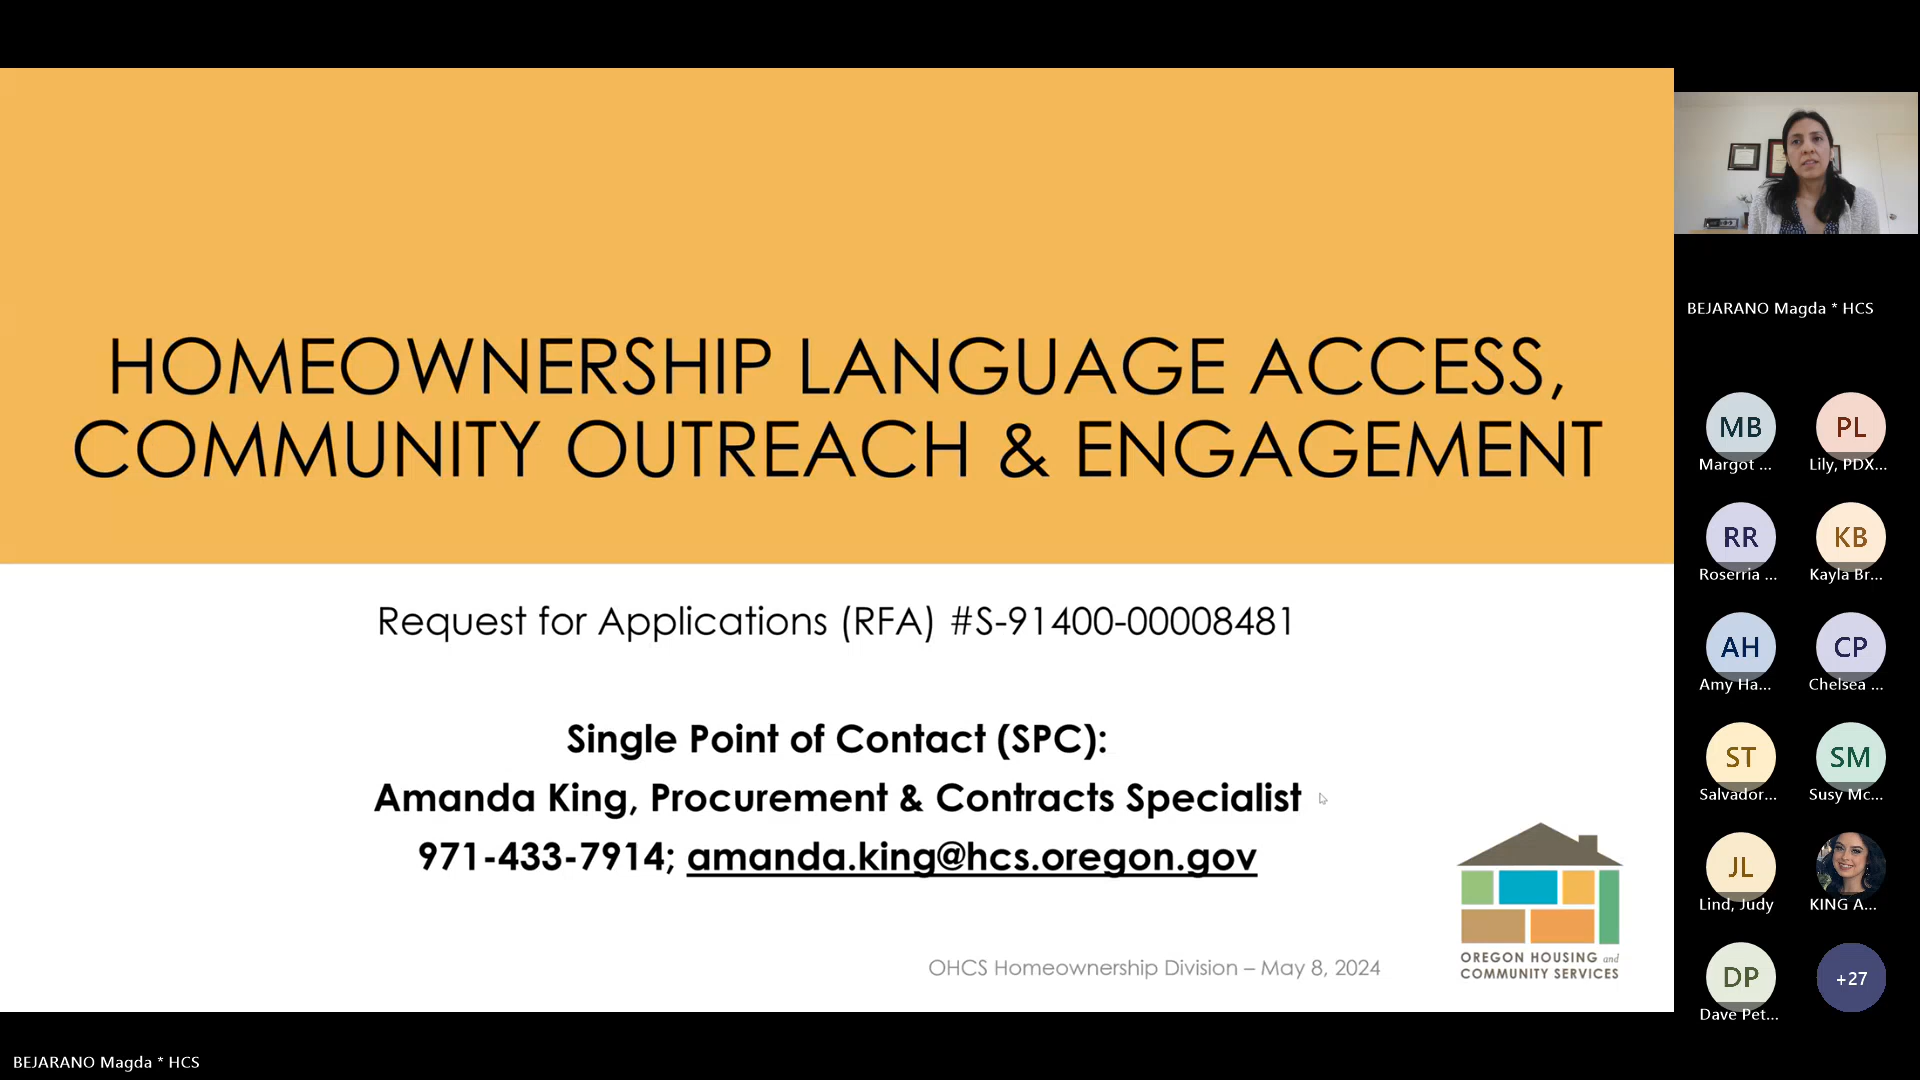 HOMEOWNERSHIP LANGUAGE ACCESS,
COMMUNITY OUTREACH & ENGAGEMENT
Request for Applications (RFA) #S-91400-00008481
Single Point of Contact (SPC):
Amanda King, Procurement & Contracts Specialist
971-433-7914; amanda.king@hcs.oregon.gov
OHCS Homeownership Division – May 8, 2024
OREGON HOUSING and
COMMUNITY SERVICES
BEJARANO Magda * HCS
MB
Margot ...
PL
Lily, PDX...
RR
Roserria ...
KB
Kayla Br...
AH
Amy Ha...
CP
Chelsea ...
ST
Salvador...
SM
Susy Mc...
JL
Lind, Judy
KING A...
DP
Dave Pet...
+27
BEJARANO Magda * HCS